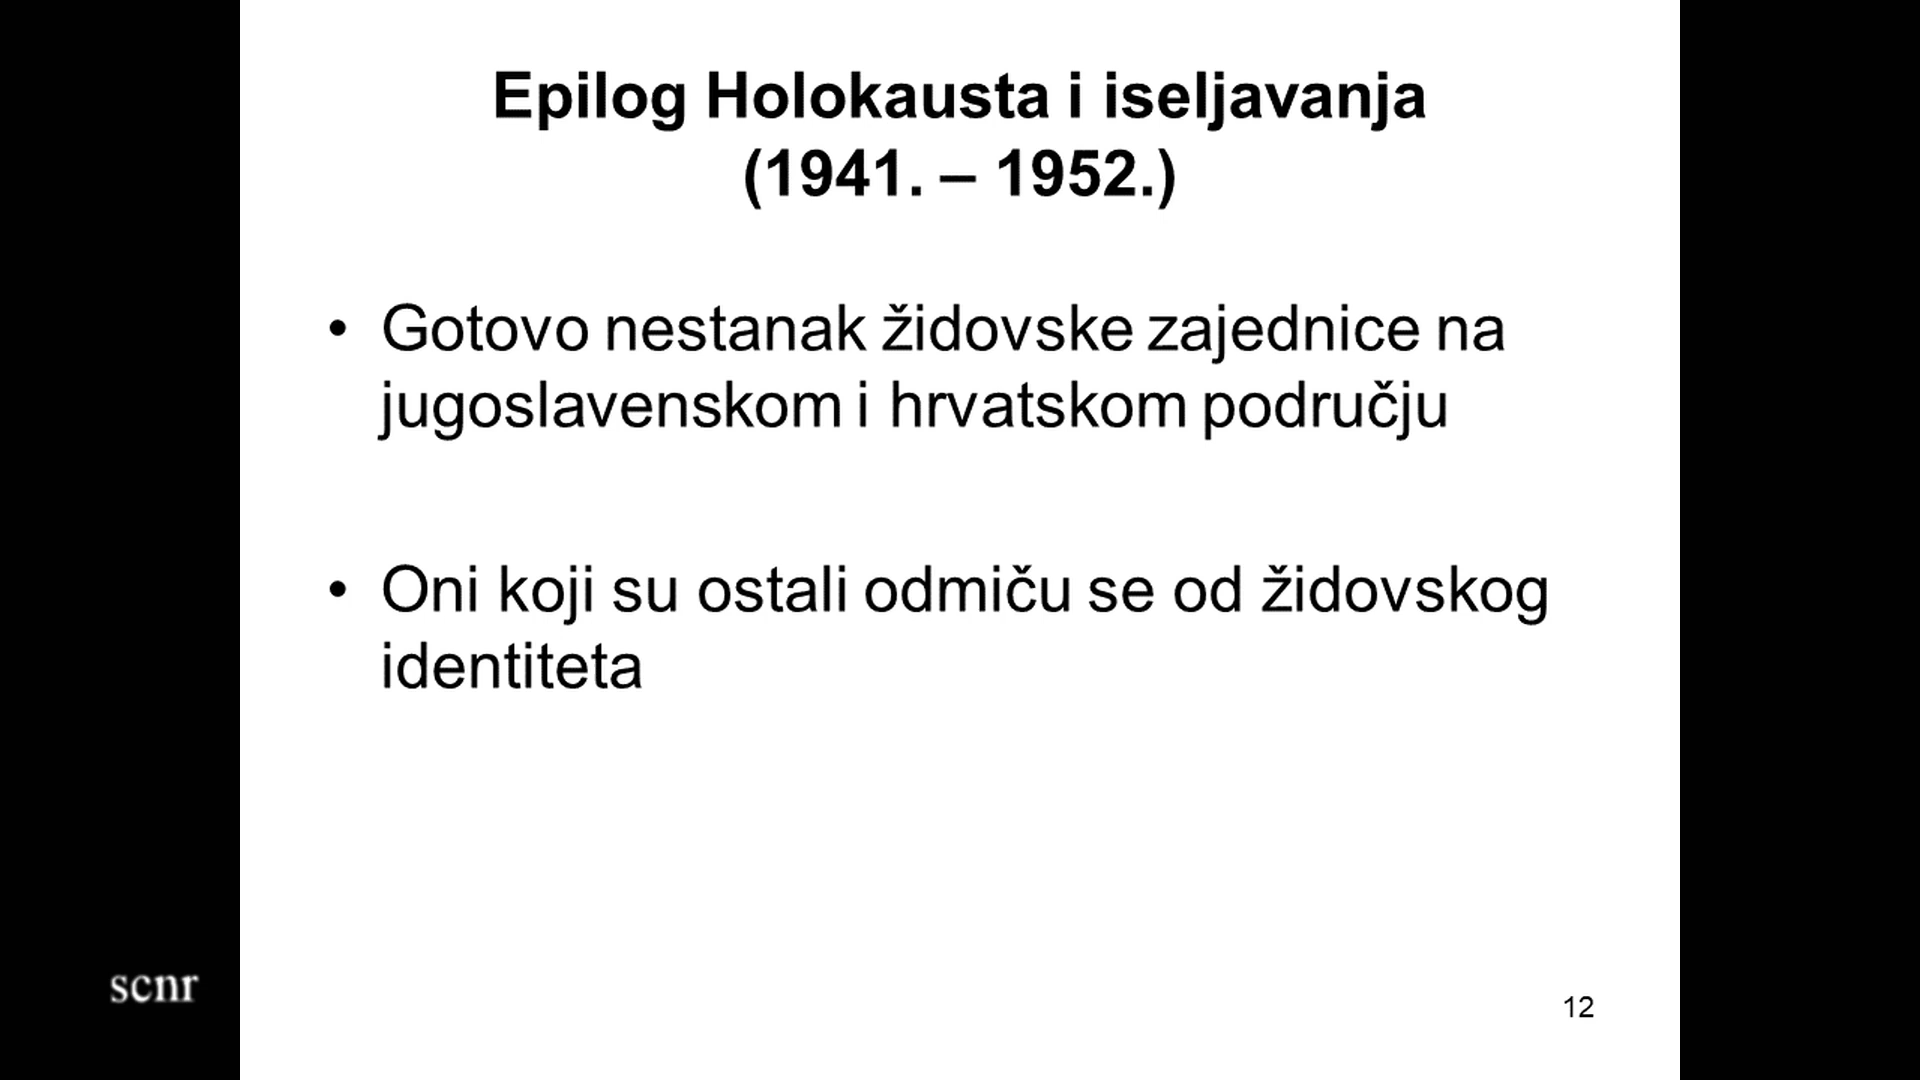 Epilog Holokausta i iseljavanja
(1941. – 1952.)
• Gotovo nestanak židovske zajednice na
jugoslavenskom i hrvatskom području
• Oni koji su ostali odmiču se od židovskog
identiteta
scnr
12